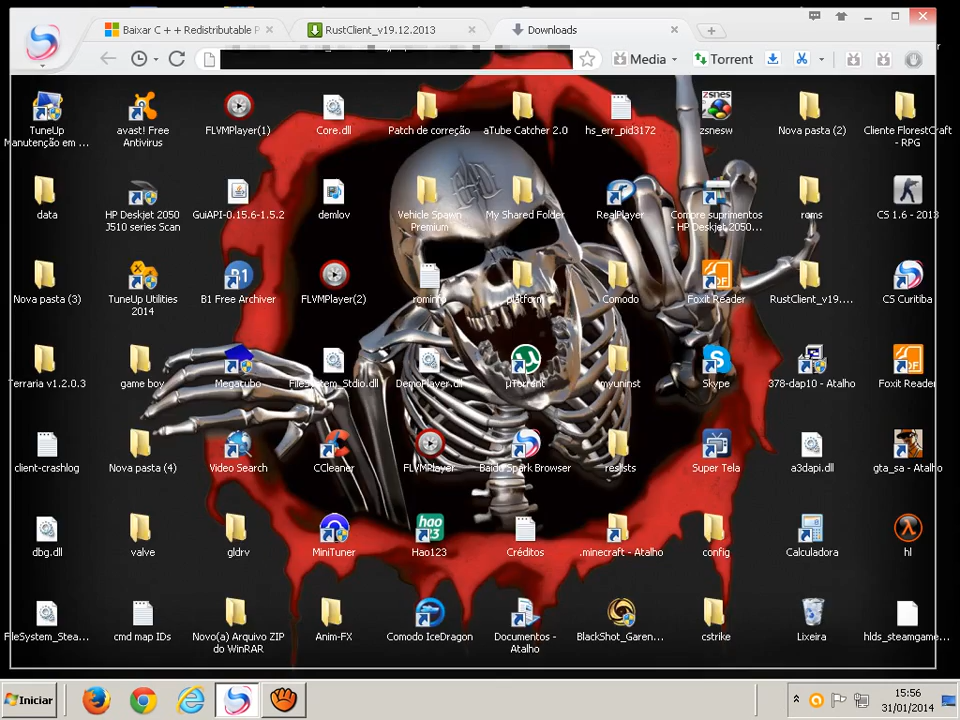 Baixar C ++ Redistributable P
RustClient_v19.12.2013
Downloads
Media
Torrent
TuneUp
Manutenção em ...
avast! Free
Antivirus
FLVMPlayer(1)
Core.dll
Patch de correção
aTube Catcher 2.0
hs_err_pid3172
zsnesw
Nova pasta (2)
Cliente FlorestCraft
- RPG
data
HP Deskjet 2050
J510 series Scan
GuiAPI-0.15.6-1.5.2
demlov
Vehicle Spawn
Premium
My Shared Folder
RealPlayer
Compre suprimentos
- HP Deskjet 2050...
roms
CS 1.6 - 2013
Nova pasta (3)
TuneUp Utilities
2014
B1 Free Archiver
FLVMPlayer(2)
rominfo
platform
Comodo
Foxit Reader
RustClient_v19....
CS Curitiba
Terraria v1.2.0.3
game boy
Megacubo
FileSystem_Stdio.dll
DemoPlayer.dll
µTorrent
myuninst
Skype
378-dap10 - Atalho
Foxit Reader
client-crashlog
Nova pasta (4)
Video Search
CCleaner
FLVMPlayer
Baidu Spark Browser
reslsts
Super Tela
a3dapi.dll
gta_sa - Atalho
dbg.dll
valve
gldrv
MiniTuner
Hao123
Créditos
.minecraft - Atalho
config
Calculadora
hl
FileSystem_Stea...
cmd map IDs
Novo(a) Arquivo ZIP
do WinRAR
Anim-FX
Comodo IceDragon
Documentos -
Atalho
BlackShot_Garen...
cstrike
Lixeira
hlds_steamgame...
Iniciar
15:56
31/01/2014